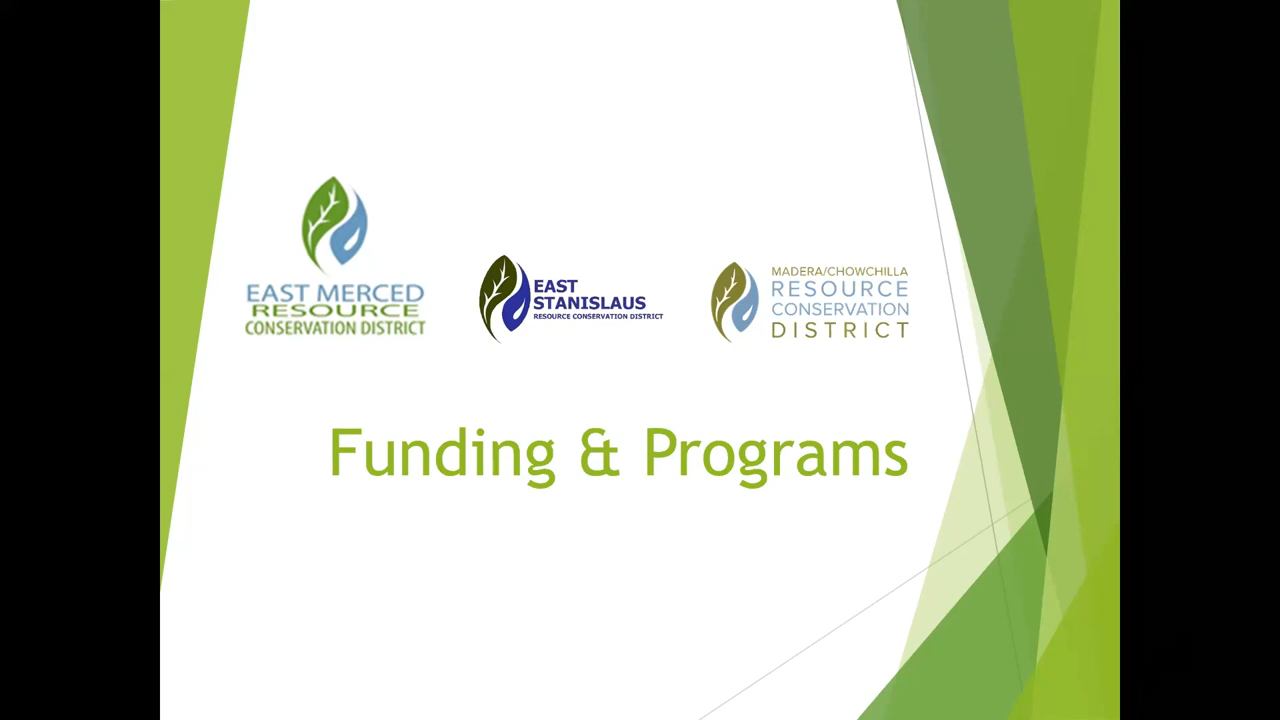 EAST MERCED
RESOURCE
CONSERVATION DISTRICT
EAST
STANISLAUS
RESOURCE CONSERVATION DISTRICT
MADERA/CHOWCHILLA
RESOURCE
CONSERVATION
DISTRICT
Funding & Programs